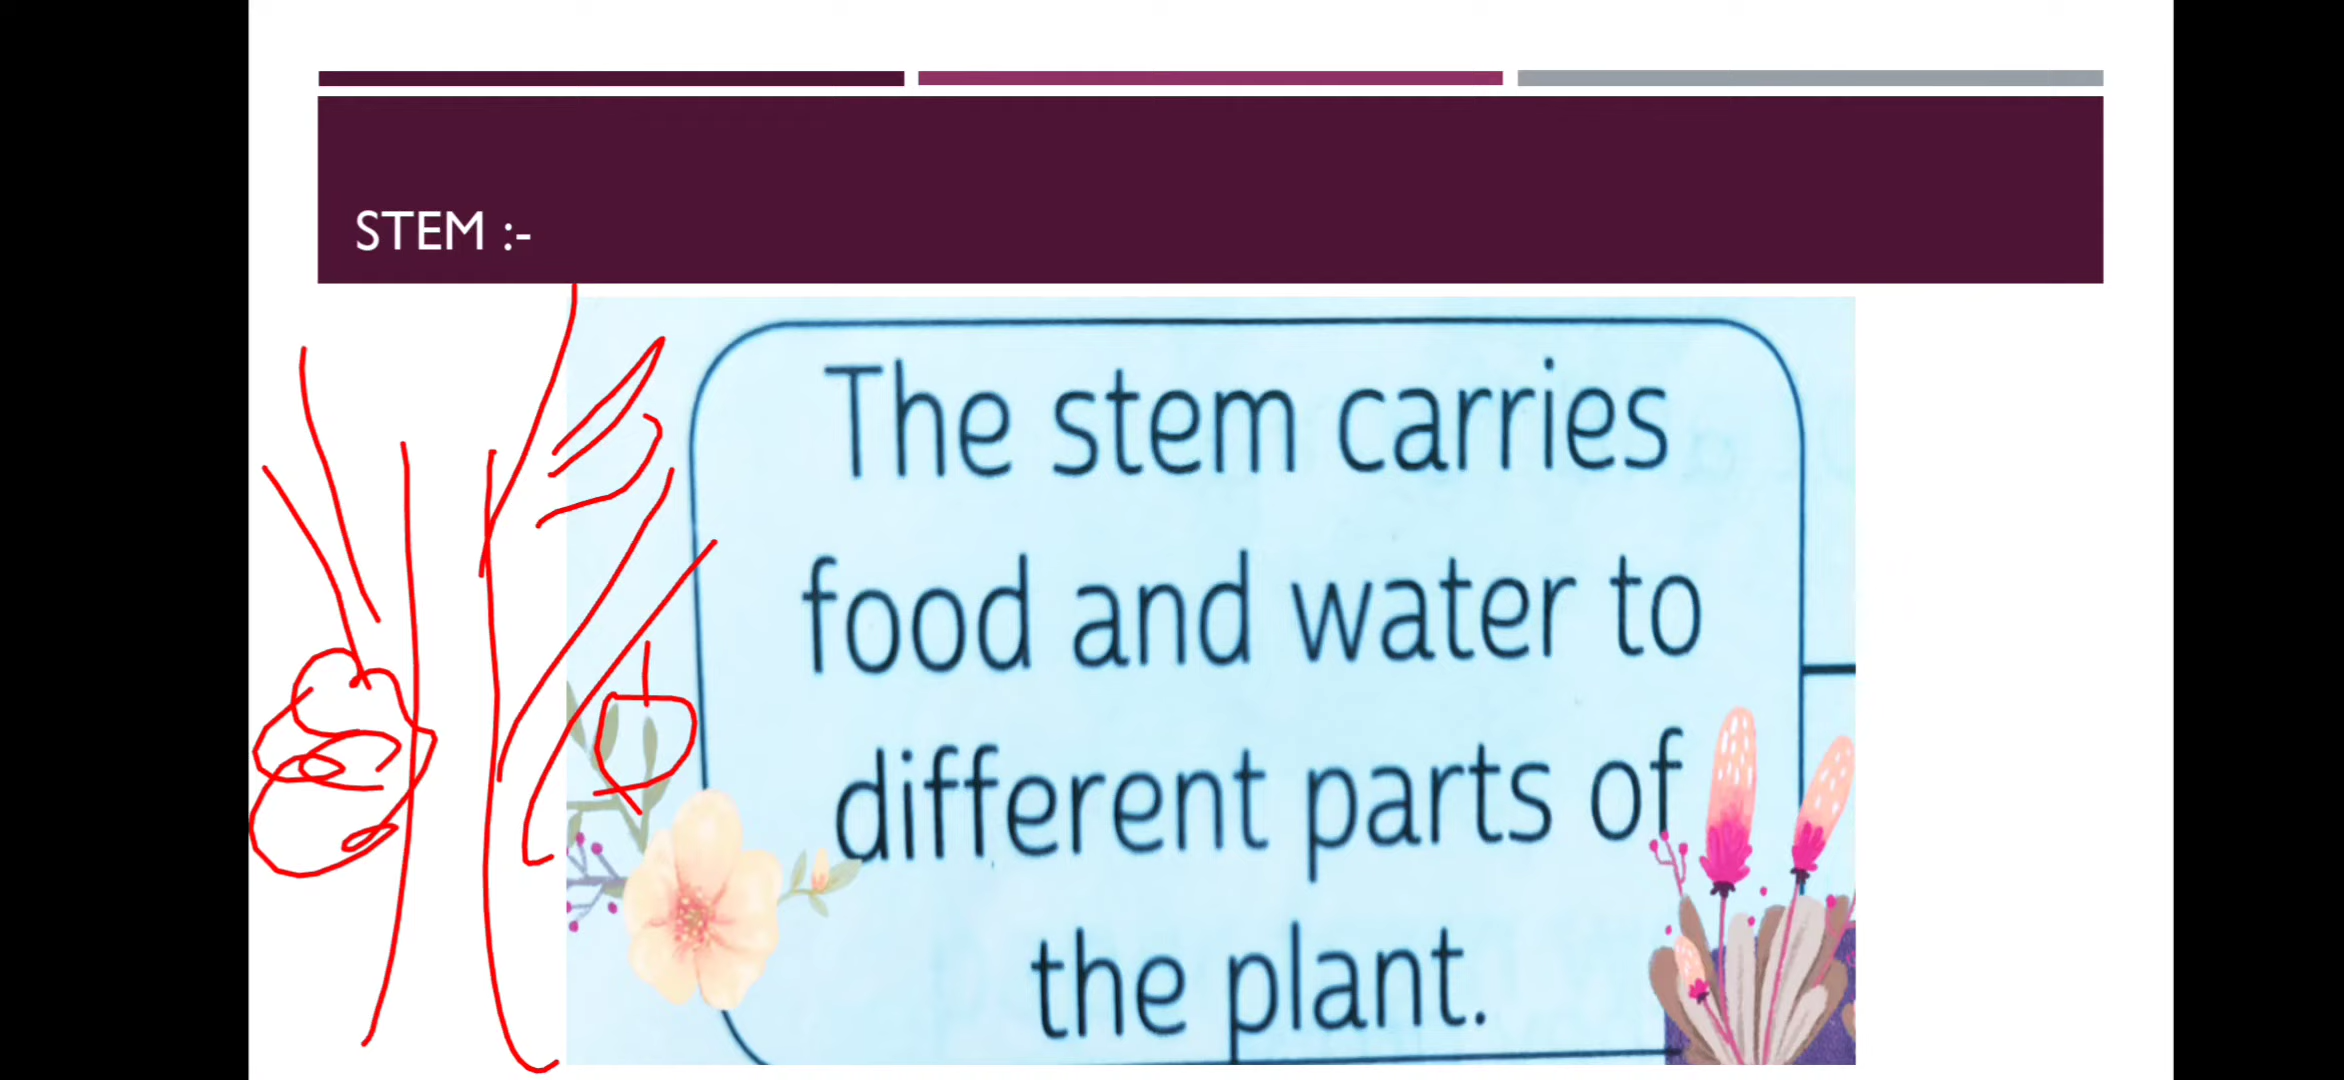 STEM :-
The stem carries
food and water to
different parts of
the plant.